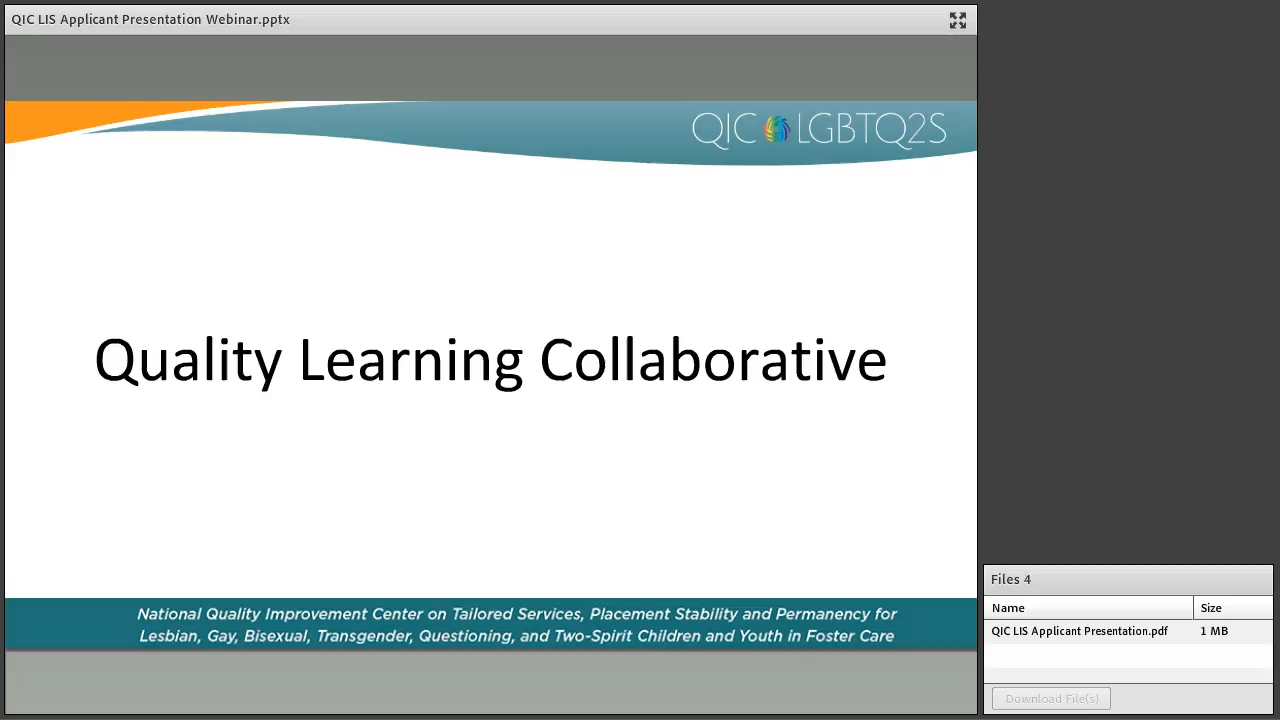 QIC LIS Applicant Presentation Webinar.pptx
QIC LGBTQ2S
Quality Learning Collaborative
National Quality Improvement Center on Tailored Services, Placement Stability and Permanency for
Lesbian, Gay, Bisexual, Transgender, Questioning, and Two-Spirit Children and Youth in Foster Care
Files 4
Name Size
QIC LIS Applicant Presentation.pdf 1 MB
Download File(s)